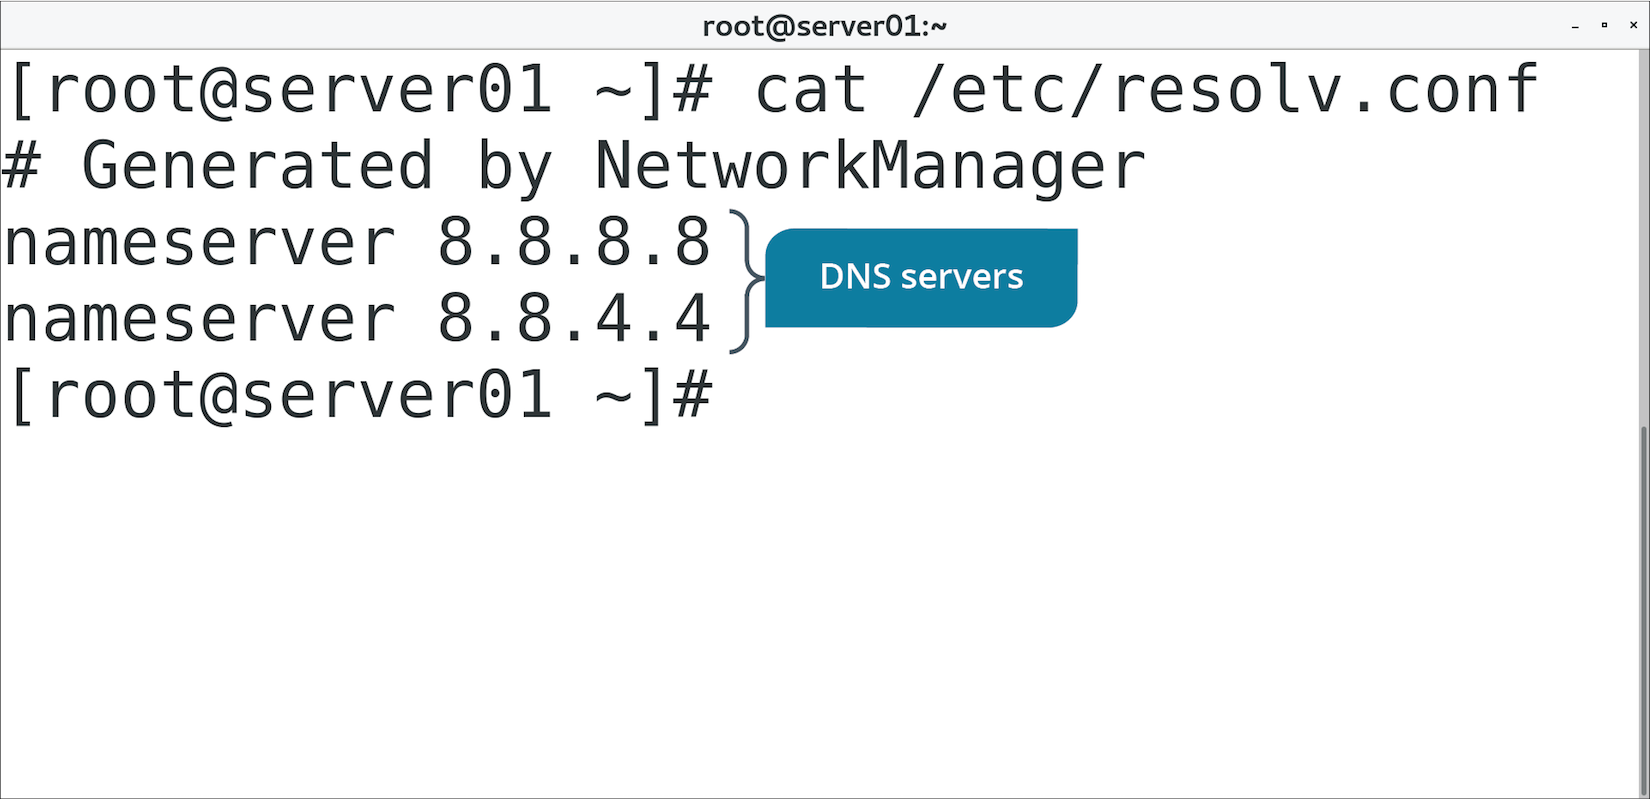 root@server01:~
[root@server01 ~]# cat /etc/resolv.conf
# Generated by NetworkManager
nameserver 8.8.8.8
nameserver 8.8.4.4
DNS servers
[root@server01 ~]#